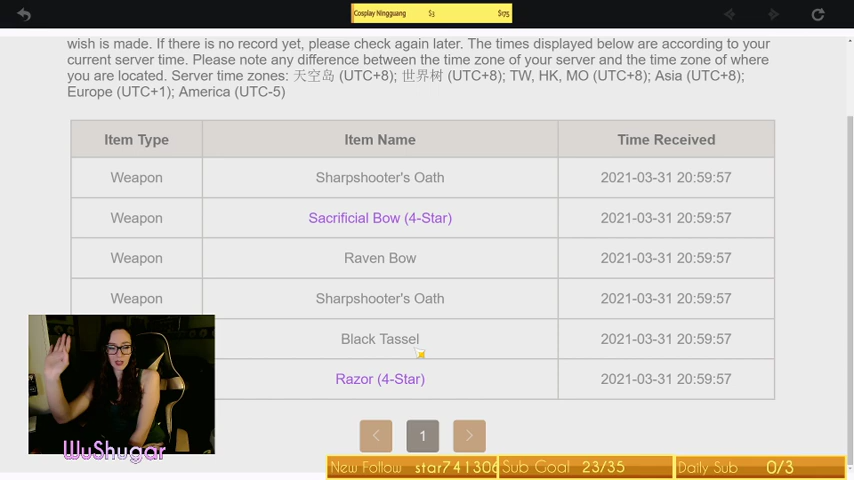 Cosplay Ningguang $3 $175
wish is made. If there is no record yet, please check again later. The times displayed below are according to your
current server time. Please note any difference between the time zone of your server and the time zone of where
you are located. Server time zones: 天空岛 (UTC+8); 世界树 (UTC+8); TW, HK, MO (UTC+8); Asia (UTC+8);
Europe (UTC+1); America (UTC-5)
Item Type Item Name Time Received
Weapon Sharpshooter's Oath 2021-03-31 20:59:57
Weapon Sacrificial Bow (4-Star) 2021-03-31 20:59:57
Weapon Raven Bow 2021-03-31 20:59:57
Weapon Sharpshooter's Oath 2021-03-31 20:59:57
Black Tassel 2021-03-31 20:59:57
Razor (4-Star) 2021-03-31 20:59:57
1
WuShugar
New Follow star741306 Sub Goal 23/35 Daily Sub 0/3